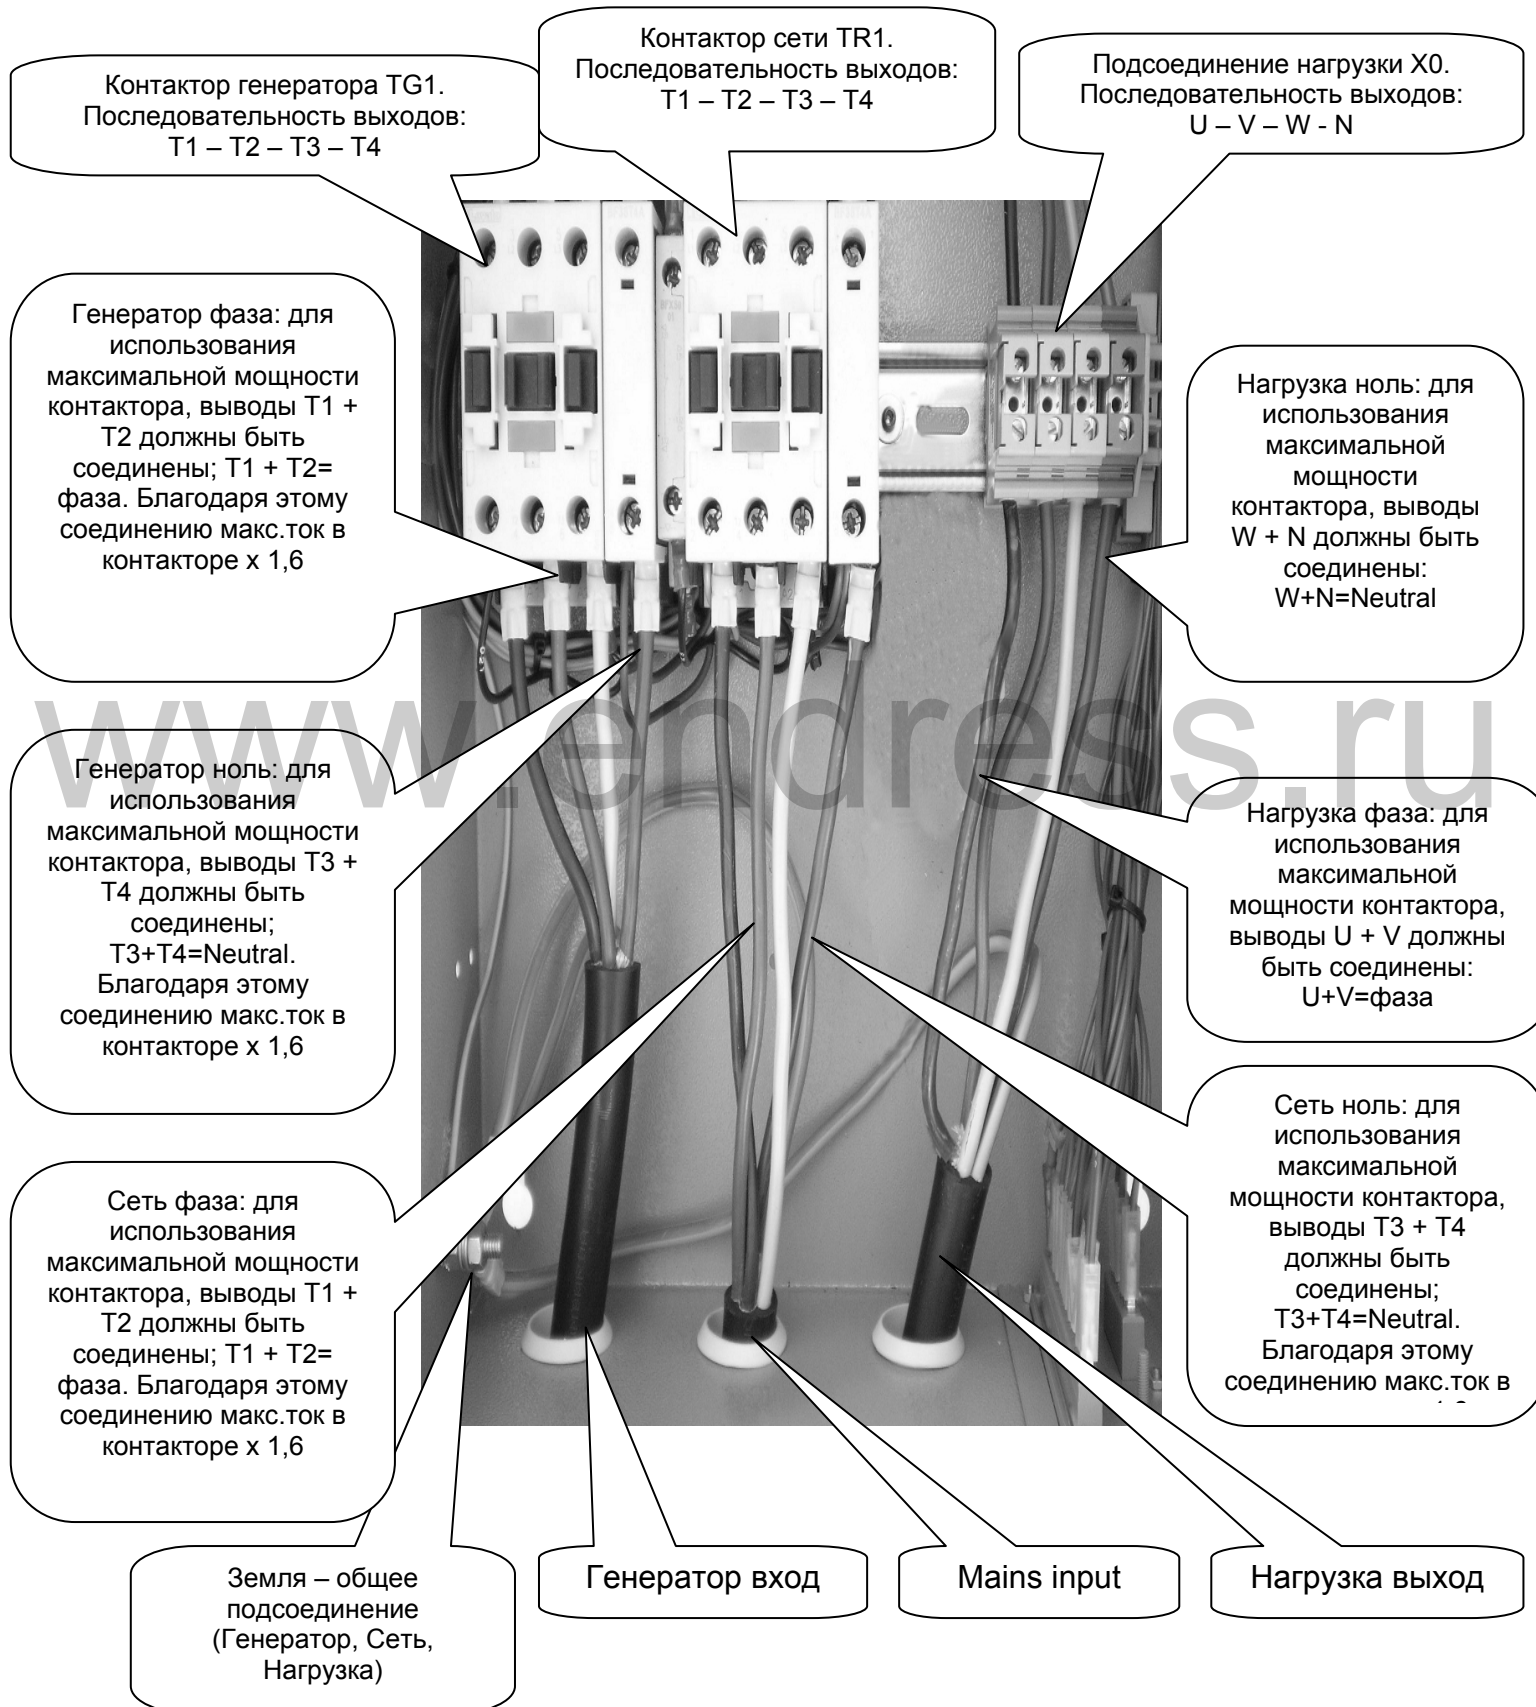 Контактор генератора TG1.
Последовательность выходов:
T1 – T2 – T3 – T4
Контактор сети TR1.
Последовательность выходов:
T1 – T2 – T3 – T4
Подсоединение нагрузки X0.
Последовательность выходов:
U – V – W - N
Генератор фаза: для
использования
максимальной мощности
контактора, выводы T1 +
T2 должны быть
соединены; T1 + T2=
фаза. Благодаря этому
соединению макс.ток в
контакторе x 1,6
Нагрузка ноль: для
использования
максимальной
мощности
контактора, выводы
W + N должны быть
соединены:
W+N=Neutral
www.endress.ru
Генератор ноль: для
использования
максимальной мощности
контактора, выводы T3 +
T4 должны быть
соединены;
T3+T4=Neutral.
Благодаря этому
соединению макс.ток в
контакторе x 1,6
Нагрузка фаза: для
использования
максимальной
мощности контактора,
выводы U + V должны
быть соединены:
U+V=фаза
Сеть фаза: для
использования
максимальной мощности
контактора, выводы T1 +
T2 должны быть
соединены; T1 + T2=
фаза. Благодаря этому
соединению макс.ток в
контакторе x 1,6
Сеть ноль: для
использования
максимальной
мощности контактора,
выводы T3 + T4
должны быть
соединены;
T3+T4=Neutral.
Благодаря этому
соединению макс.ток в
Земля – общее
подсоединение
(Генератор, Сеть,
Нагрузка)
Генератор вход
Mains input
Нагрузка выход